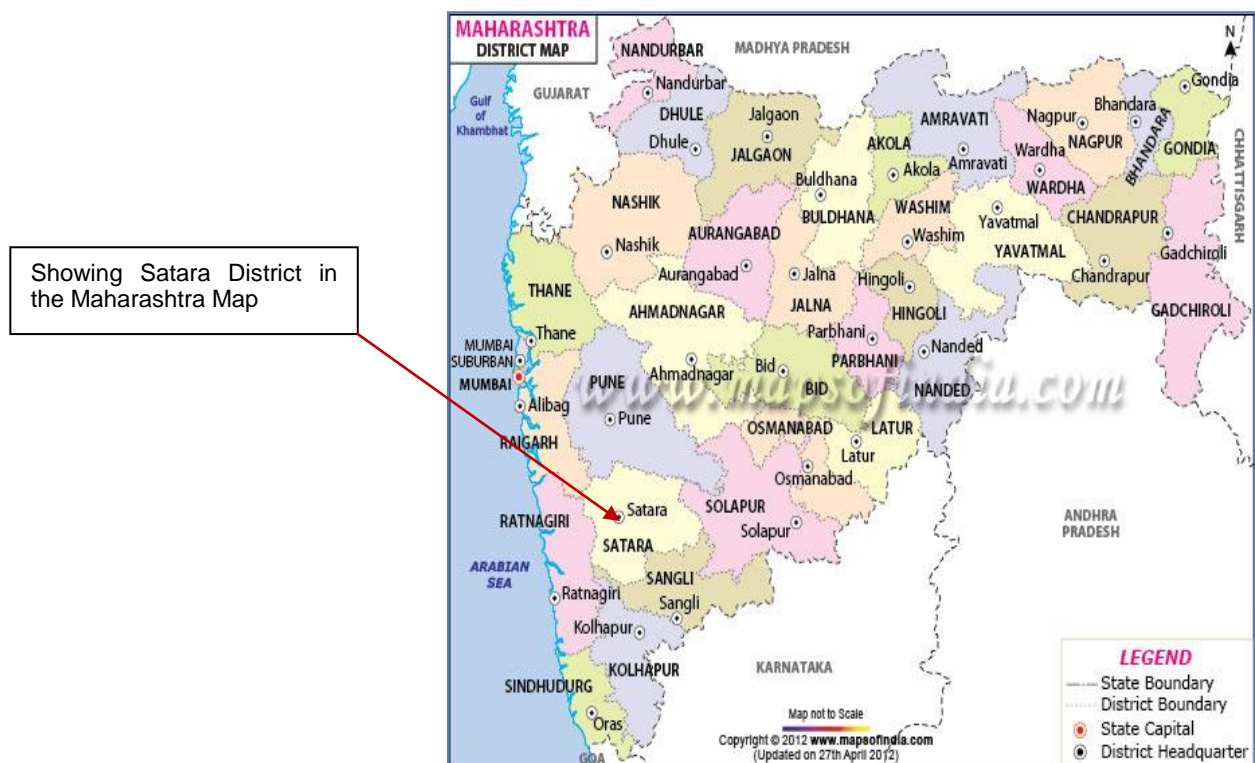 MAHARASHTRA
DISTRICT MAP
NANDURBAR
MADHYA PRADESH
N
GUJARAT
Nandurbar
Gondia
Gulf
of
Khambhat
DHULE
Dhule
Jalgaon
JALGAON
AMRAVATI
Amravati
AKOLA
Akola
Nagpur
NAGPUR
Bhandara
BHANDARA
GONDIA
CHHATTISGARH
Wardha
WARDHA
Buldhana
BULDHANA
NASHIK
Nashik
AURANGABAD
Aurangabad
WASHIM
Washim
Yavatmal
YAVATMAL
CHANDRAPUR
Chandrapur
Gadchiroli
GADCHIROLI
Showing Satara District in
the Maharashtra Map
THANE
Thane
AHMADNAGAR
Ahmadnagar
Jalna
JALNA
Hingoli
HINGOLI
Parbhani
PARBHANI
Nanded
NANDED
MUMBAI
SUBURBAN
MUMBAI
PUNE
Pune
Bid
BID
www.mapsofindia.com
Alibag
RAIGARH
OSMANABAD
Osmanabad
LATUR
Latur
RATNAGIRI
Satara
SATARA
SOLAPUR
Solapur
ANDHRA
PRADESH
ARABIAN
SEA
SANGLI
Sangli
Ratnagiri
Kolhapur
KOLHAPUR
KARNATAKA
SINDHUDURG
Oras
GOA
Map not to Scale
Copyright © 2012 www.mapsofindia.com
(Updated on 27th April 2012)
LEGEND
State Boundary
District Boundary
State Capital
District Headquarter